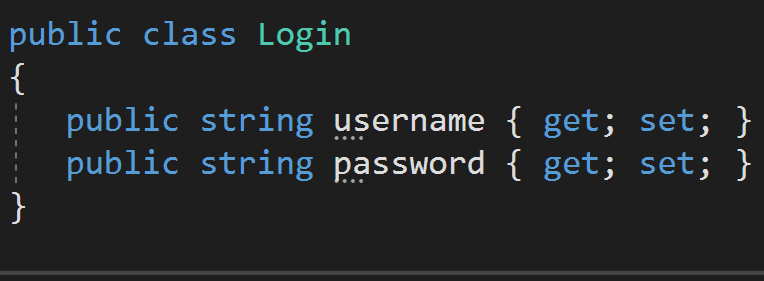 public class Login
{
public string username { get; set; }
public string password { get; set; }
}